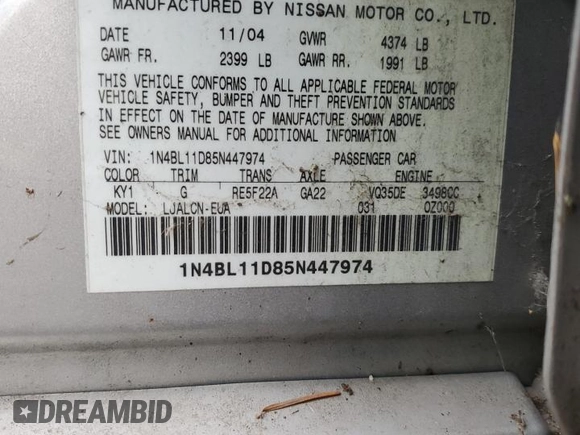 MANUFACTURED BY NISSAN MOTOR CO., LTD.
DATE 11/04 GVWR 4374 LB
GAWR FR. 2399 LB GAWR RR. 1991 LB
THIS VEHICLE CONFORMS TO ALL APPLICABLE FEDERAL MOTOR
VEHICLE SAFETY, BUMPER AND THEFT PREVENTION STANDARDS
IN EFFECT ON THE DATE OF MANUFACTURE SHOWN ABOVE.
SEE OWNERS MANUAL FOR ADDITIONAL INFORMATION
VIN: 1N4BL11D85N447974 PASSENGER CAR
COLOR TRIM TRANS AXLE ENGINE
KY1 G RE5F22A GA22 VQ35DE 3498CC
MODEL: LJALCN-EUA 031 0Z000
1N4BL11D85N447974
DREAMBID